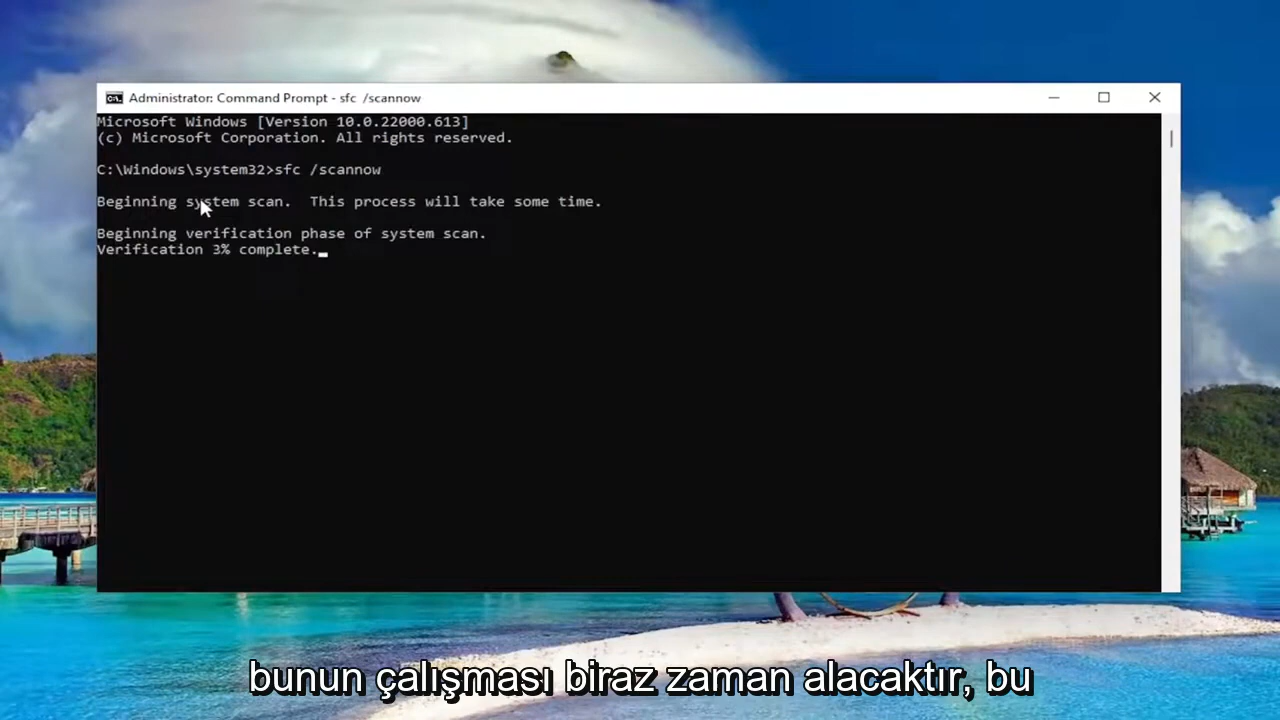 Administrator: Command Prompt - sfc /scannow
Microsoft Windows [Version 10.0.22000.613]
(c) Microsoft Corporation. All rights reserved.
C:\Windows\system32>sfc /scannow
Beginning system scan.  This process will take some time.
Beginning verification phase of system scan.
Verification 3% complete.
bunun çalışması biraz zaman alacaktır, bu